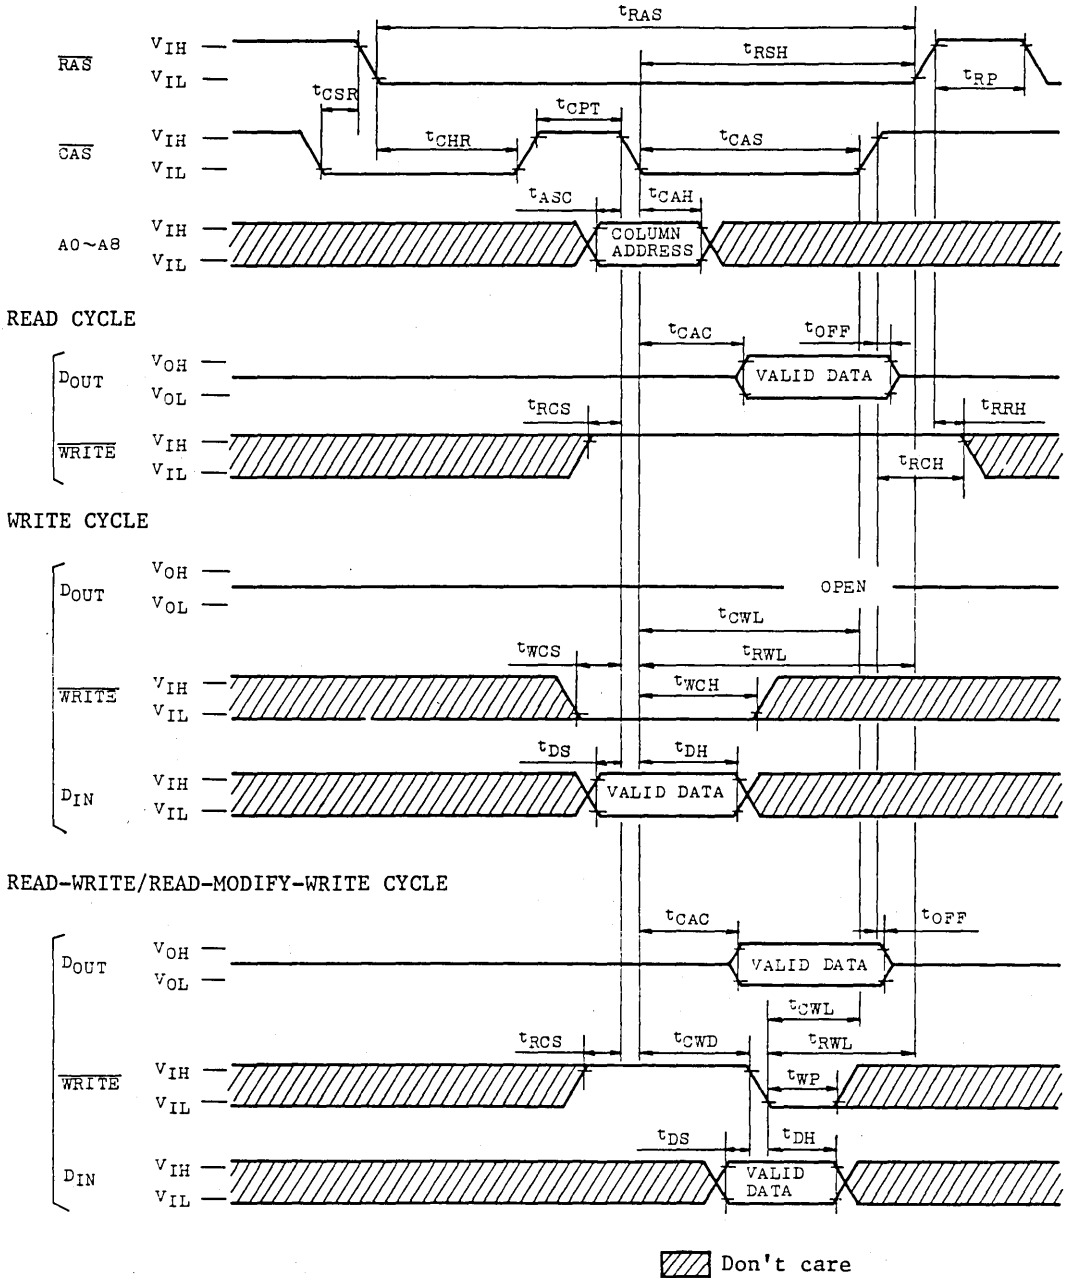 tRAS
RAS VIH VIL
tRSH
tRP
tCSR
CAS VIH VIL
tCPT
tCHR
tCAS
tASC
tCAH
A0~A8 VIH VIL
COLUMN
ADDRESS
READ CYCLE
tCAC
tOFF
DOUT VOH VOL
VALID DATA
tRCS
tRRH
WRITE VIH VIL
tRCH
WRITE CYCLE
DOUT VOH VOL
OPEN
tCWL
tWCS
tRWL
WRITE VIH VIL
tWCH
tDS
tDH
DIN VIH VIL
VALID DATA
READ-WRITE/READ-MODIFY-WRITE CYCLE
tCAC
tOFF
DOUT VOH VOL
VALID DATA
tCWL
tRCS
tCWD
tRWL
WRITE VIH VIL
tWP
tDS
tDH
DIN VIH VIL
VALID
DATA
Don't care